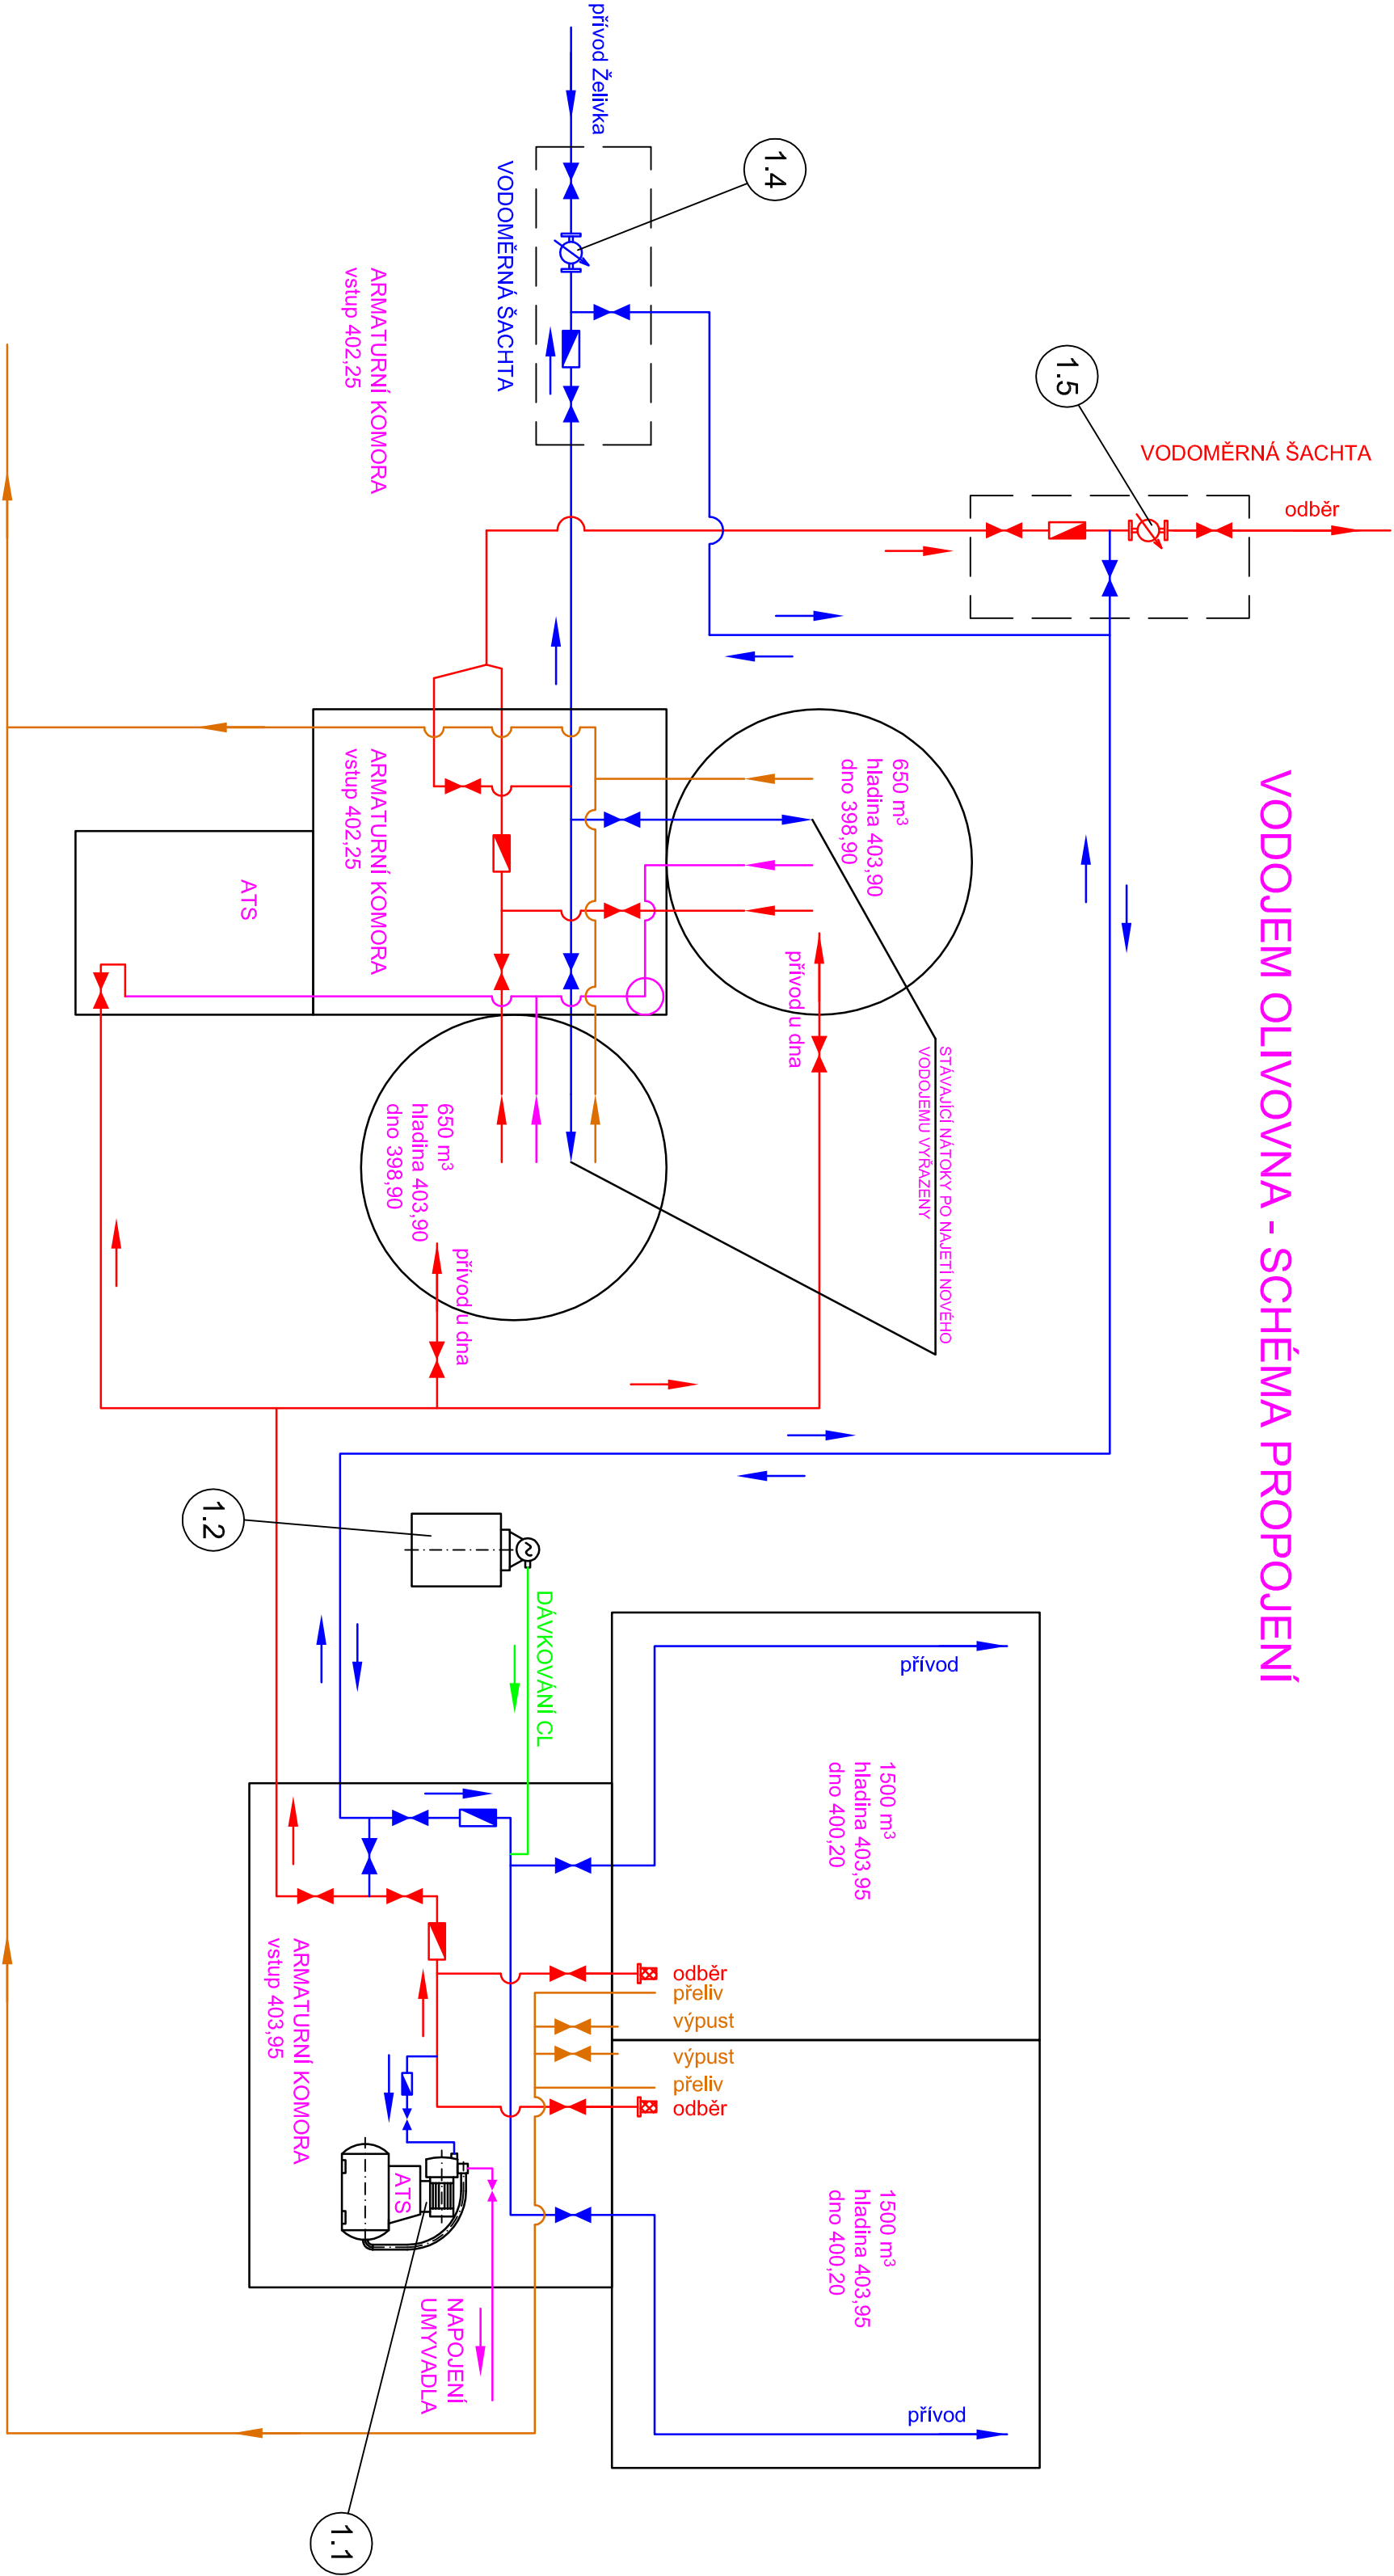 VODOJEM OLIVOVNA - SCHÉMA PROPOJENÍ
přívod Želivka
VODOMĚRNÁ ŠACHTA
1.4
ARMATURNÍ KOMORA
vstup 402,25
1.5
VODOMĚRNÁ ŠACHTA
odběr
650 m³
hladina 403,90
dno 398,90
přívod u dna
STÁVAJÍCÍ NÁTOKY PO NAJETÍ NOVÉHO
VODOJEMU VYŘAZENY
ARMATURNÍ KOMORA
vstup 402,25
ATS
650 m³
hladina 403,90
dno 398,90
přívod u dna
1.2
DÁVKOVÁNÍ CL
přívod
1500 m³
hladina 403,95
dno 400,20
odběr
přeliv
výpust
výpust
přeliv
odběr
ARMATURNÍ KOMORA
vstup 403,95
ATS
1500 m³
hladina 403,95
dno 400,20
přívod
NAPOJENÍ
UMYVADLA
1.1